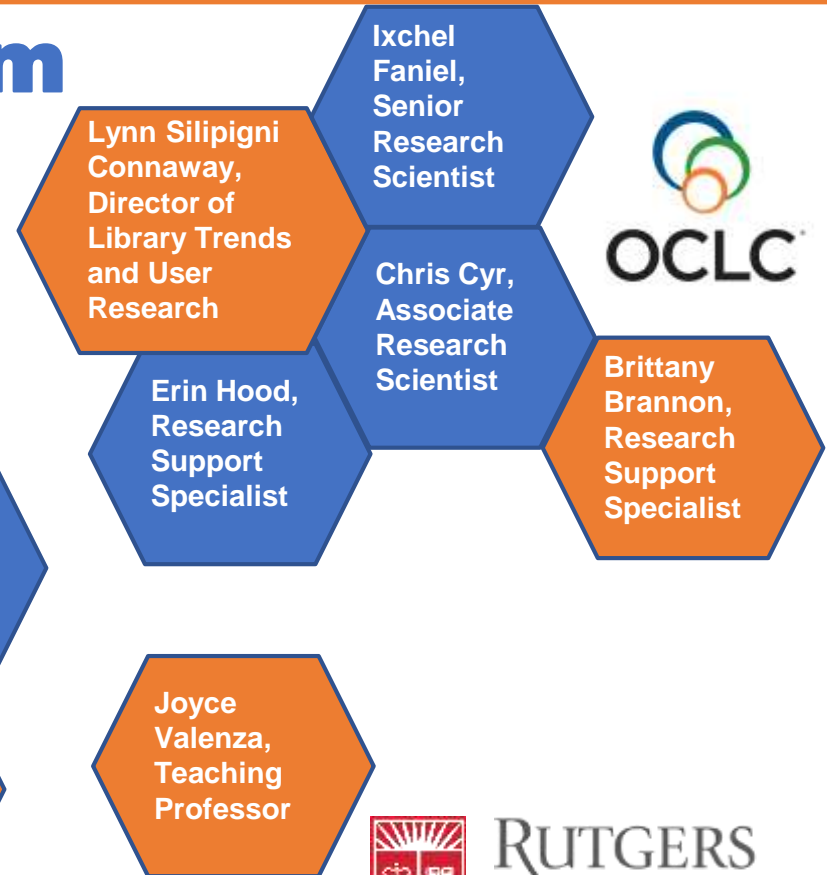 m
Ixchel
Faniel,
Senior
Research
Scientist
Lynn Silipigni
Connaway,
Director of
Library Trends
and User
Research
OCLC
Chris Cyr,
Associate
Research
Scientist
Brittany
Brannon,
Research
Support
Specialist
Erin Hood,
Research
Support
Specialist
Joyce
Valenza,
Teaching
Professor
RUTGERS